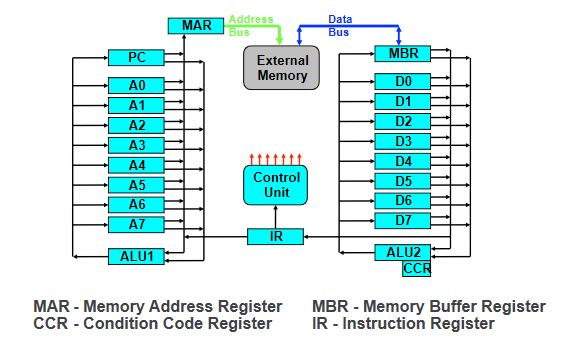 MAR
Address
Bus
Data
Bus
PC
External
Memory
MBR
A0
A1
A2
A3
A4
A5
A6
A7
ALU1
Control
Unit
IR
D0
D1
D2
D3
D4
D5
D6
D7
ALU2
CCR
MAR - Memory Address Register
MBR - Memory Buffer Register
CCR - Condition Code Register
IR - Instruction Register